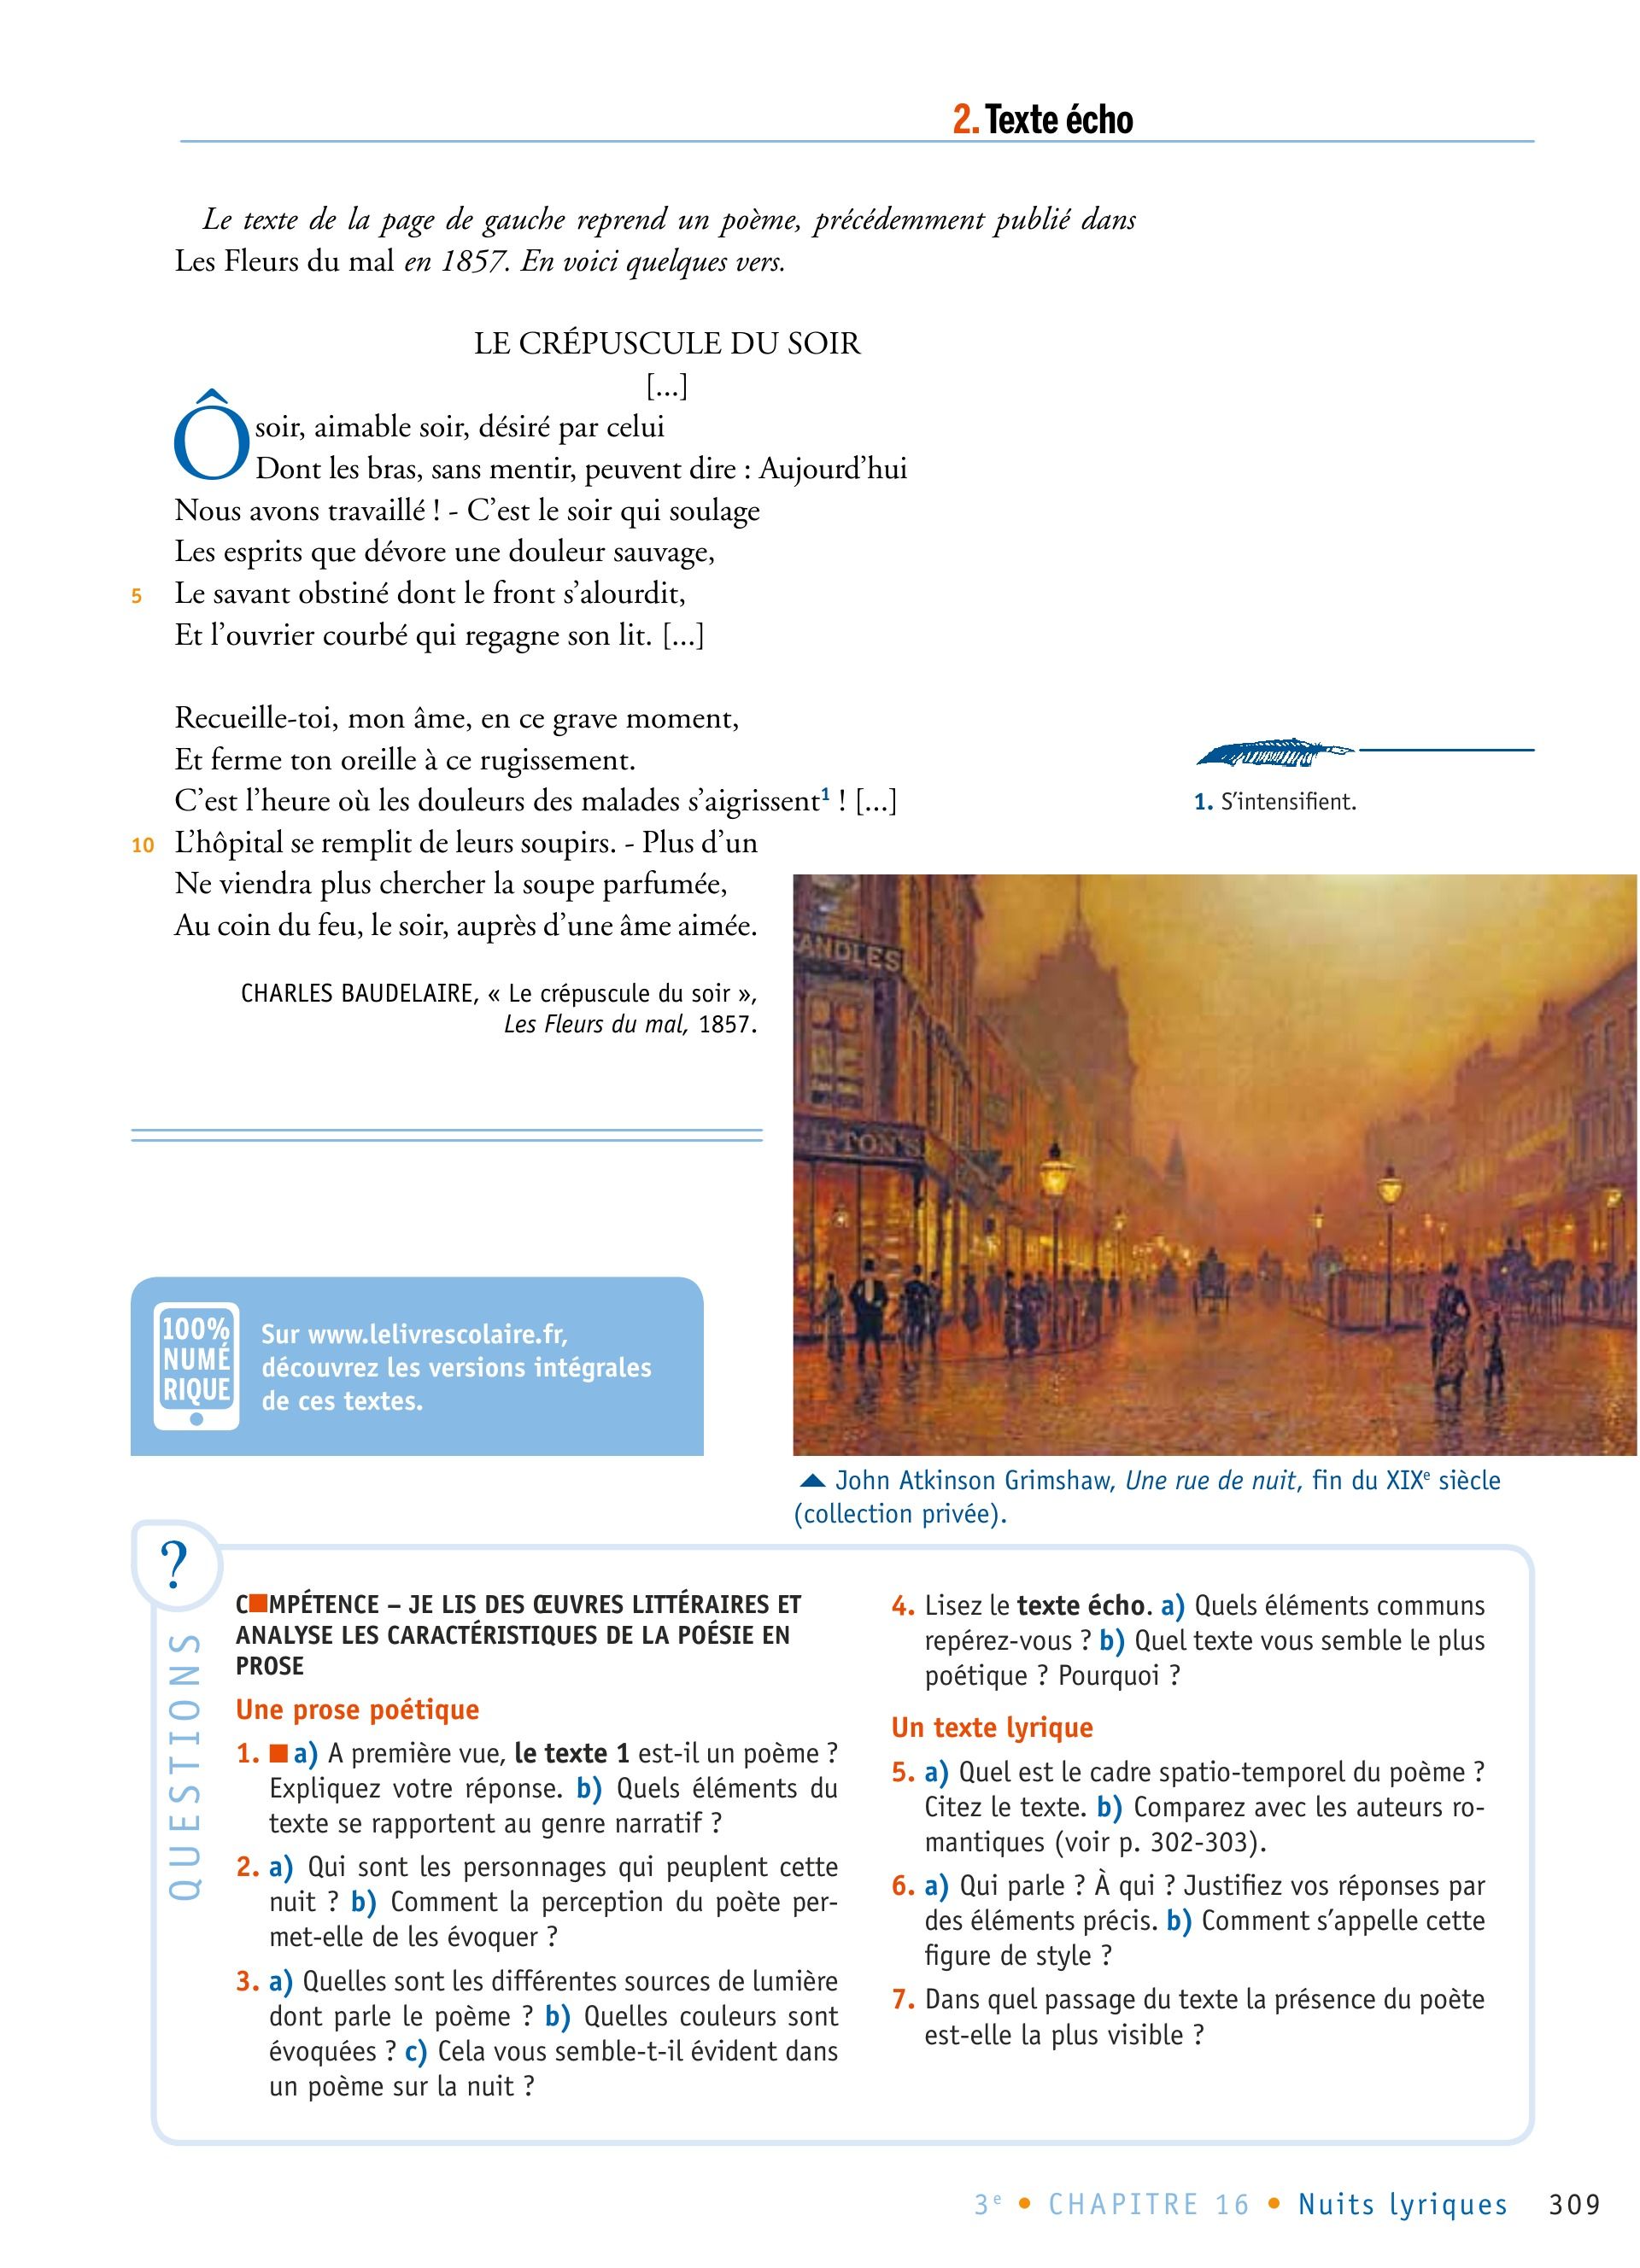 2. Texte écho
Le texte de la page de gauche reprend un poème, précédemment publié dans
Les Fleurs du mal en 1857. En voici quelques vers.
LE CRÉPUSCULE DU SOIR
[...]
Ô soir, aimable soir, désiré par celui
Dont les bras, sans mentir, peuvent dire : Aujourd’hui
Nous avons travaillé ! - C’est le soir qui soulage
Les esprits que dévore une douleur sauvage,
5 Le savant obstiné dont le front s’alourdit,
Et l’ouvrier courbé qui regagne son lit. [...]
Recueille-toi, mon âme, en ce grave moment,
Et ferme ton oreille à ce rugissement.
C’est l’heure où les douleurs des malades s’aigrissent¹ ! [...]
10 L’hôpital se remplit de leurs soupirs. - Plus d’un
Ne viendra plus chercher la soupe parfumée,
Au coin du feu, le soir, auprès d’une âme aimée.
CHARLES BAUDELAIRE, « Le crépuscule du soir »,
Les Fleurs du mal, 1857.
1. S’intensifient.
ANDLES
TTON'S
100%
NUMÉ
RIQUE
Sur www.lelivrescolaire.fr,
découvrez les versions intégrales
de ces textes.
John Atkinson Grimshaw, Une rue de nuit, fin du XIXe siècle
(collection privée).
?
QUESTIONS
C■MPÉTENCE – JE LIS DES ŒUVRES LITTÉRAIRES ET
ANALYSE LES CARACTÉRISTIQUES DE LA POÉSIE EN
PROSE
Une prose poétique
1. ■ a) A première vue, le texte 1 est-il un poème ?
Expliquez votre réponse. b) Quels éléments du
texte se rapportent au genre narratif ?
2. a) Qui sont les personnages qui peuplent cette
nuit ? b) Comment la perception du poète per-
met-elle de les évoquer ?
3. a) Quelles sont les différentes sources de lumière
dont parle le poème ? b) Quelles couleurs sont
évoquées ? c) Cela vous semble-t-il évident dans
un poème sur la nuit ?
4. Lisez le texte écho. a) Quels éléments communs
repérez-vous ? b) Quel texte vous semble le plus
poétique ? Pourquoi ?
Un texte lyrique
5. a) Quel est le cadre spatio-temporel du poème ?
Citez le texte. b) Comparez avec les auteurs ro-
mantiques (voir p. 302-303).
6. a) Qui parle ? À qui ? Justifiez vos réponses par
des éléments précis. b) Comment s’appelle cette
figure de style ?
7. Dans quel passage du texte la présence du poète
est-elle la plus visible ?
3e • CHAPITRE 16 • Nuits lyriques 309